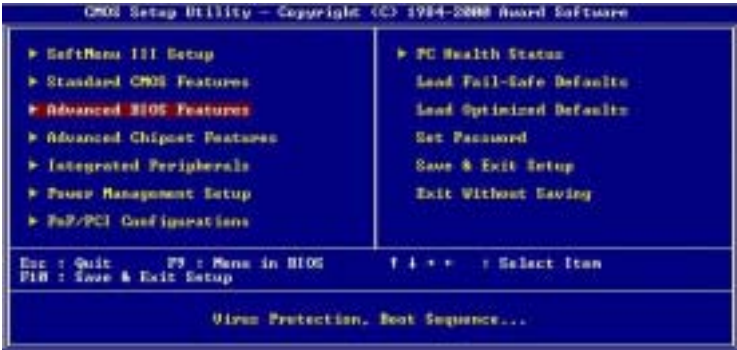 CMOS Setup Utility - Copyright (C) 1984-2000 Award Software
SoftMenu III Setup
Standard CMOS Features
Advanced BIOS Features
Advanced Chipset Features
Integrated Peripherals
Power Management Setup
PnP/PCI Configurations
PC Health Status
Load Fail-Safe Defaults
Load Optimized Defaults
Set Password
Save & Exit Setup
Exit Without Saving
Esc : Quit F9 : Menu in BIOS ↑ ↓ → ← : Select Item
F10 : Save & Exit Setup
Virus Protection, Boot Sequence...